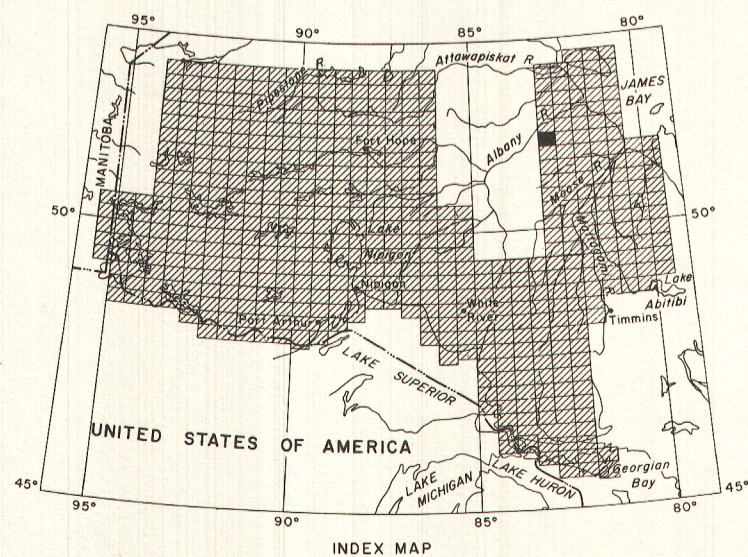 95°
90°
85°
80°
Attawapiskat R
Pipestone R
JAMES
BAY
MANITOBA
Fort Hope
Albany R
Moose R
50°
50°
Lake
Nipigon
Mattagami R
Nipigon
Lake
Abitibi
White
River
Port Arthur
Timmins
LAKE SUPERIOR
UNITED STATES OF AMERICA
LAKE
MICHIGAN
LAKE HURON
Georgian
Bay
45°
45°
95°
90°
85°
80°
INDEX MAP